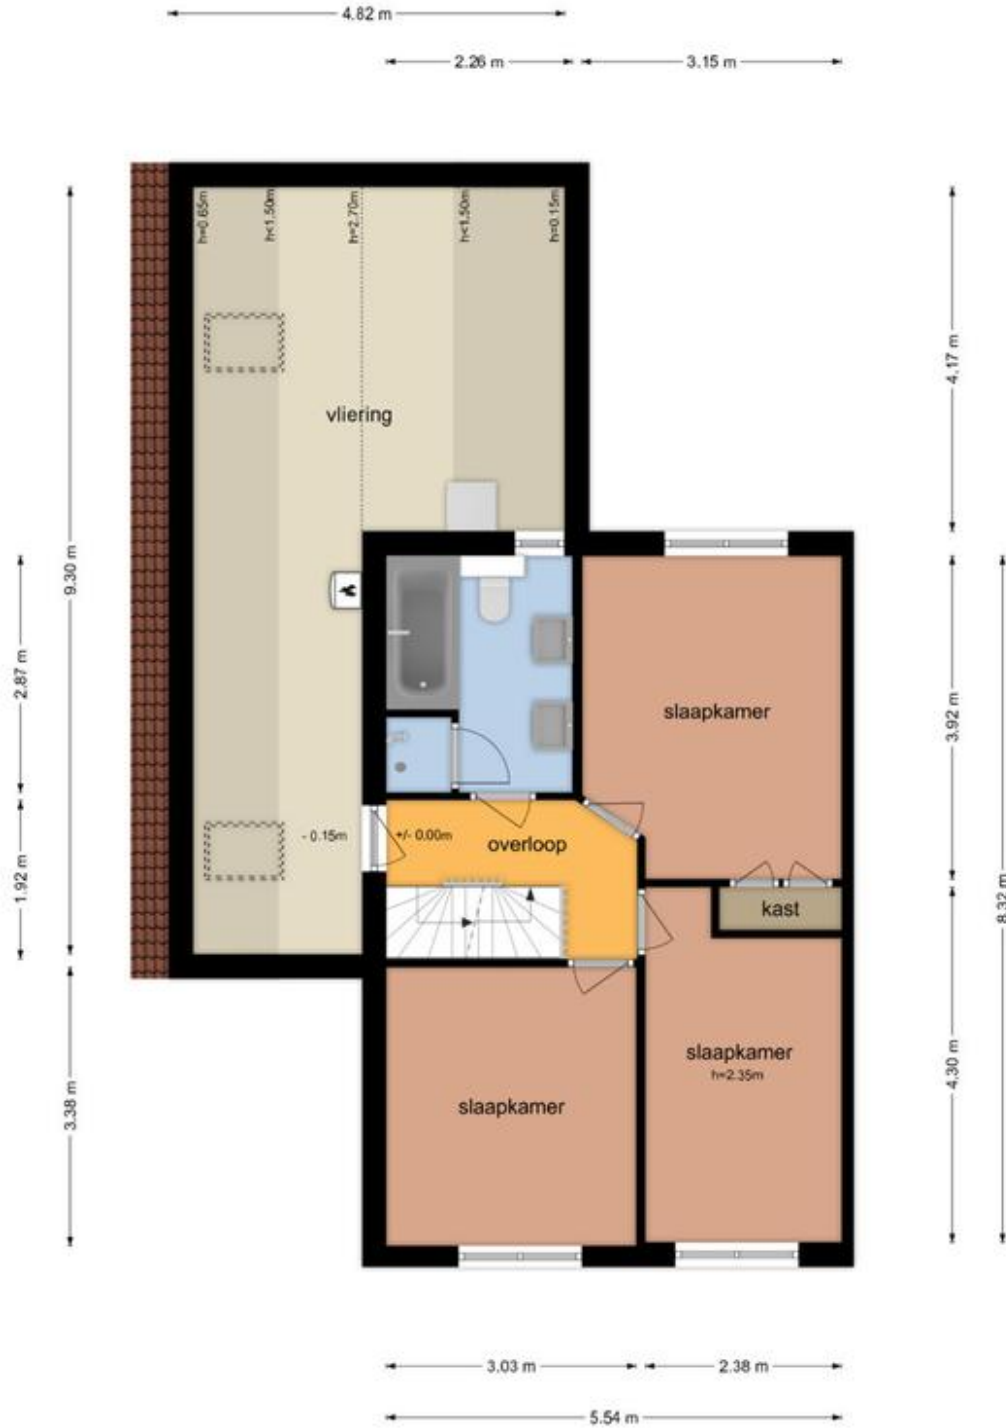 4.82 m
2.26 m
3.15 m
h=0.65m
h<1.50m
h=2.70m
h<1.50m
h=0.15m
4.17 m
vliering
9.30 m
2.87 m
slaapkamer
3.92 m
- 0.15m
+/- 0.00m
overloop
1.92 m
kast
8.32 m
slaapkamer
h=2.35m
4.30 m
slaapkamer
3.38 m
3.03 m
2.38 m
5.54 m